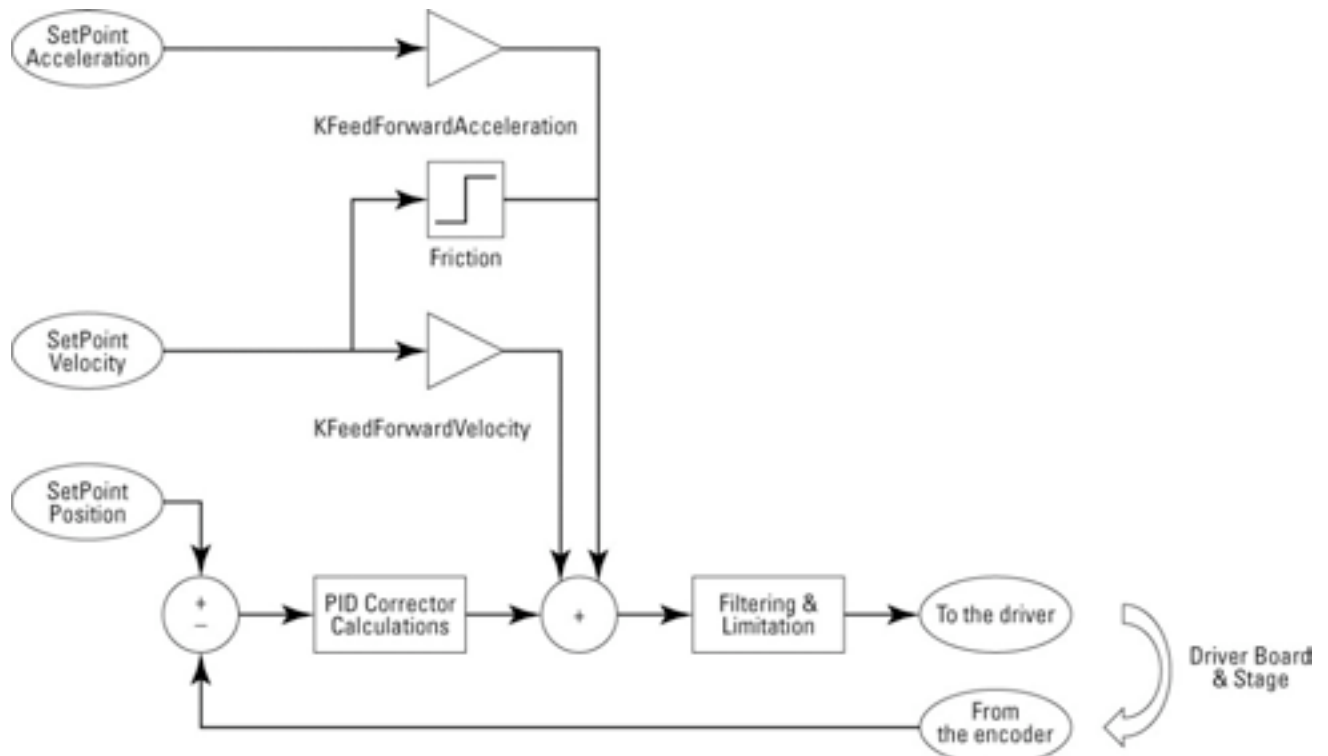 SetPoint
Acceleration
KFeedForwardAcceleration
Friction
SetPoint
Velocity
KFeedForwardVelocity
SetPoint
Position
+
−
PID Corrector
Calculations
+
Filtering &
Limitation
To the driver
Driver Board
& Stage
From
the encoder